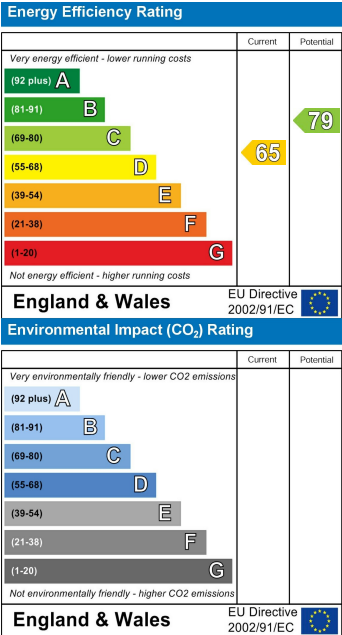 Energy Efficiency Rating
Current Potential
Very energy efficient - lower running costs
(92 plus) A
(81-91) B
(69-80) C
(55-68) D
(39-54) E
(21-38) F
(1-20) G
65
79
Not energy efficient - higher running costs
England & Wales
EU Directive
2002/91/EC
Environmental Impact (CO₂) Rating
Current Potential
Very environmentally friendly - lower CO2 emissions
(92 plus) A
(81-91) B
(69-80) C
(55-68) D
(39-54) E
(21-38) F
(1-20) G
Not environmentally friendly - higher CO2 emissions
England & Wales
EU Directive
2002/91/EC